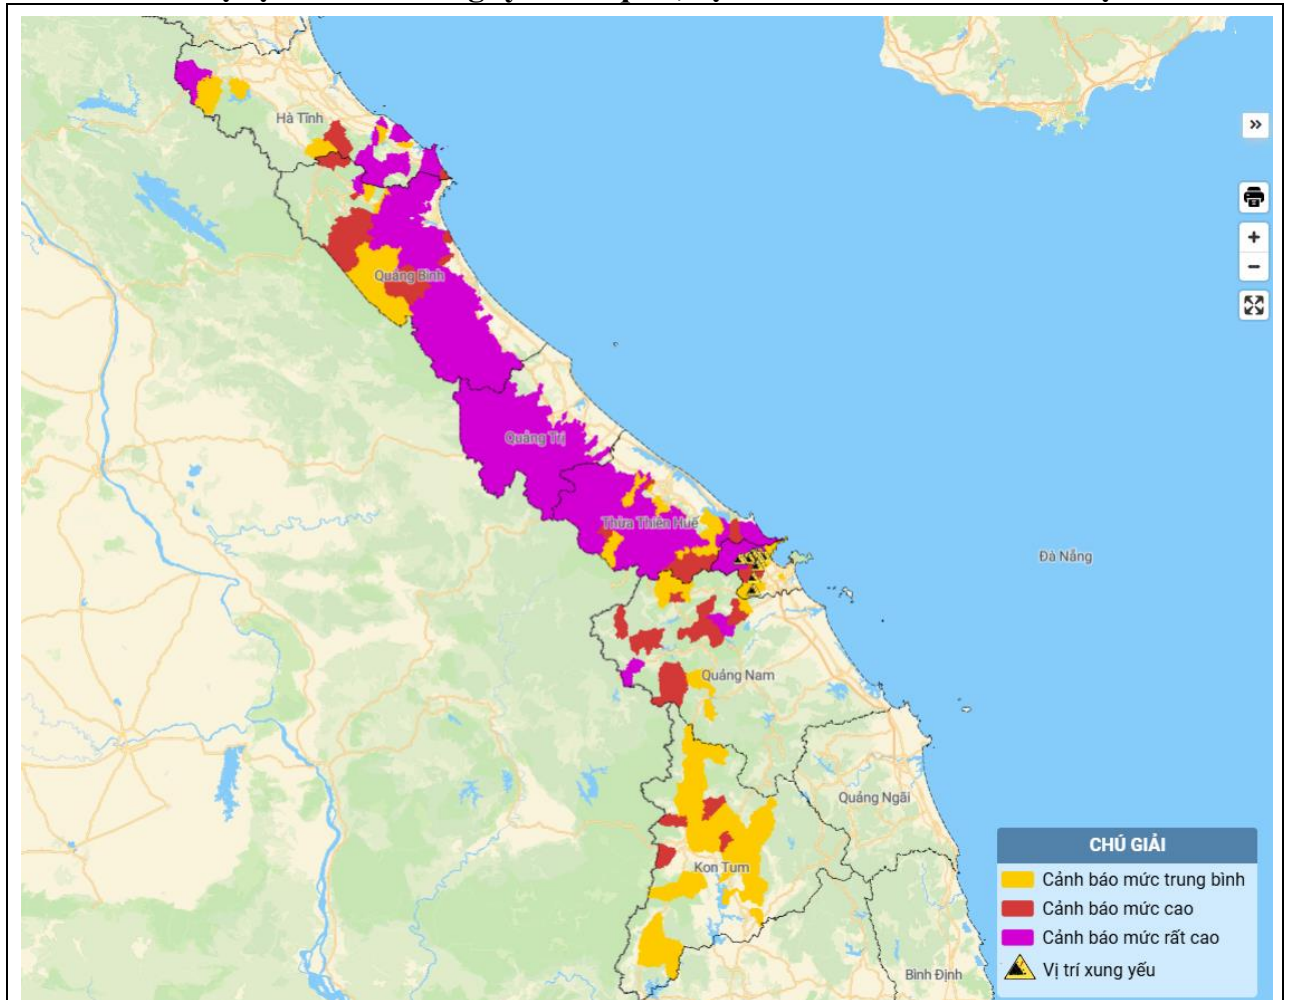 Hà Tĩnh
Quảng Bình
Quảng Trị
Thừa Thiên Huế
Đà Nẵng
Quảng Nam
Quảng Ngãi
Kon Tum
Bình Định
CHÚ GIẢI
Cảnh báo mức trung bình
Cảnh báo mức cao
Cảnh báo mức rất cao
Vị trí xung yếu